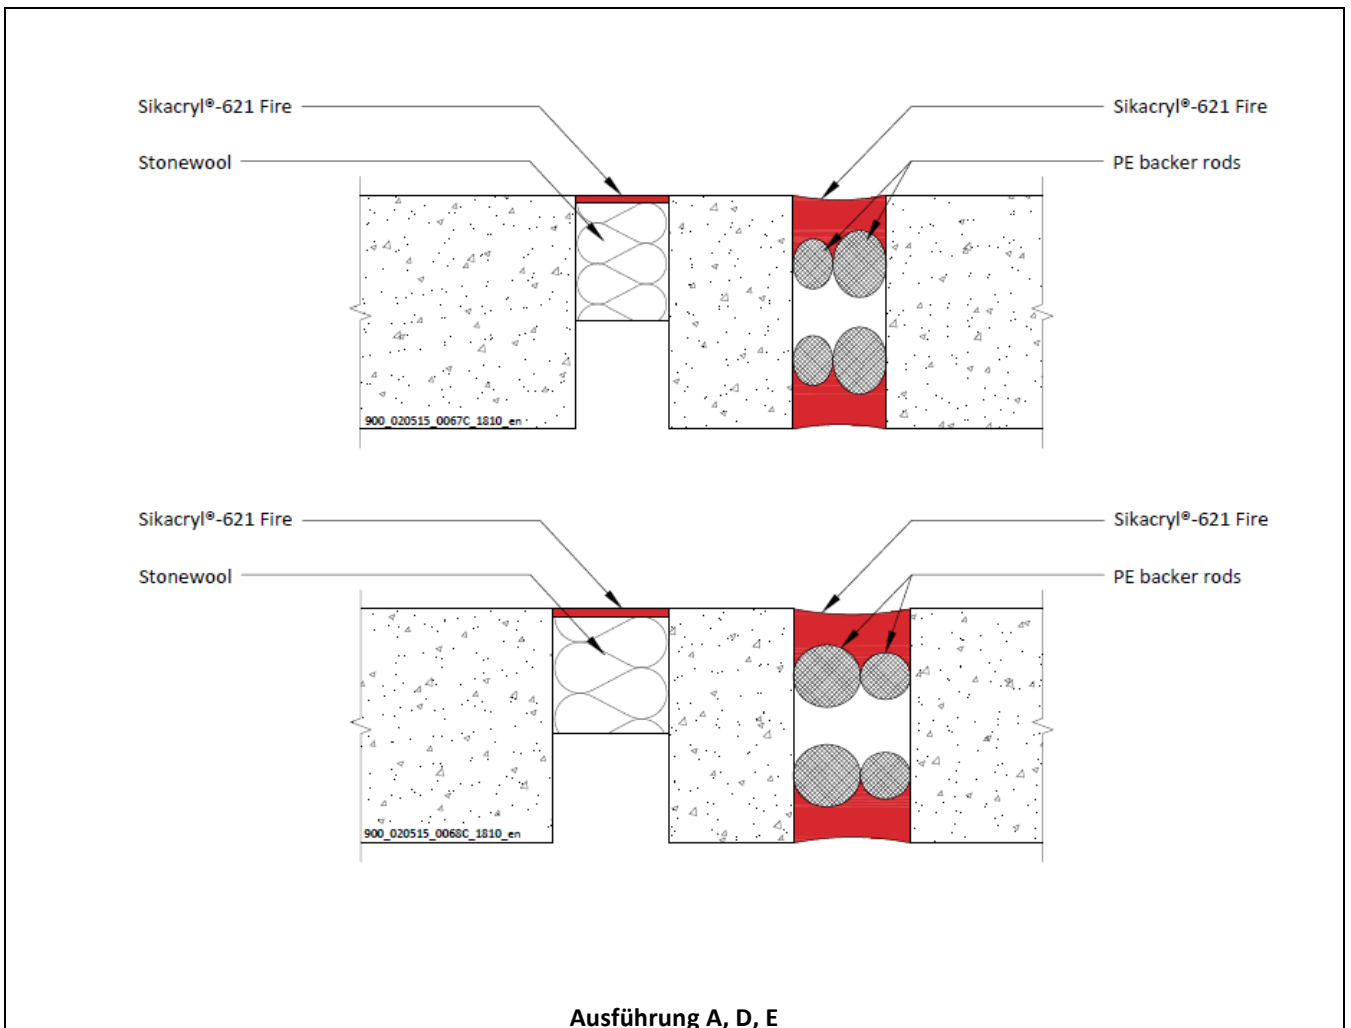 Sikacryl®-621 Fire
Sikacryl®-621 Fire
Stonewool
PE backer rods
900_020515_0067C_1810_en
Sikacryl®-621 Fire
Sikacryl®-621 Fire
Stonewool
PE backer rods
900_020515_0068C_1810_en
Ausführung A, D, E